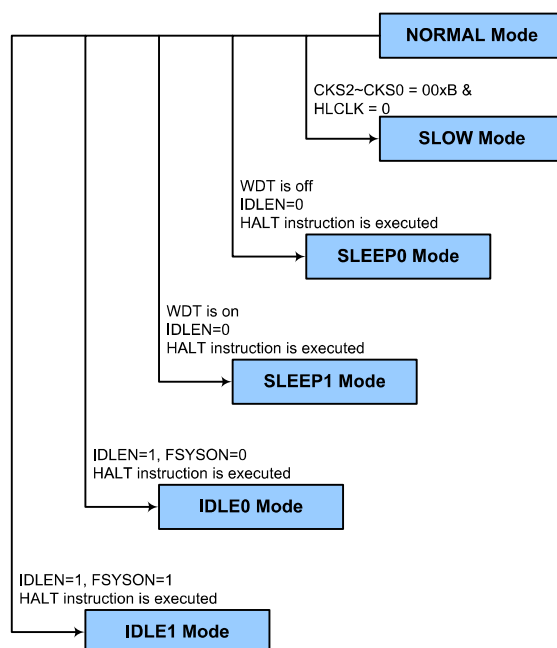 NORMAL Mode
CKS2~CKS0 = 00xB &
HLCLK = 0
SLOW Mode
WDT is off
IDLEN=0
HALT instruction is executed
SLEEP0 Mode
WDT is on
IDLEN=0
HALT instruction is executed
SLEEP1 Mode
IDLEN=1, FSYSON=0
HALT instruction is executed
IDLE0 Mode
IDLEN=1, FSYSON=1
HALT instruction is executed
IDLE1 Mode